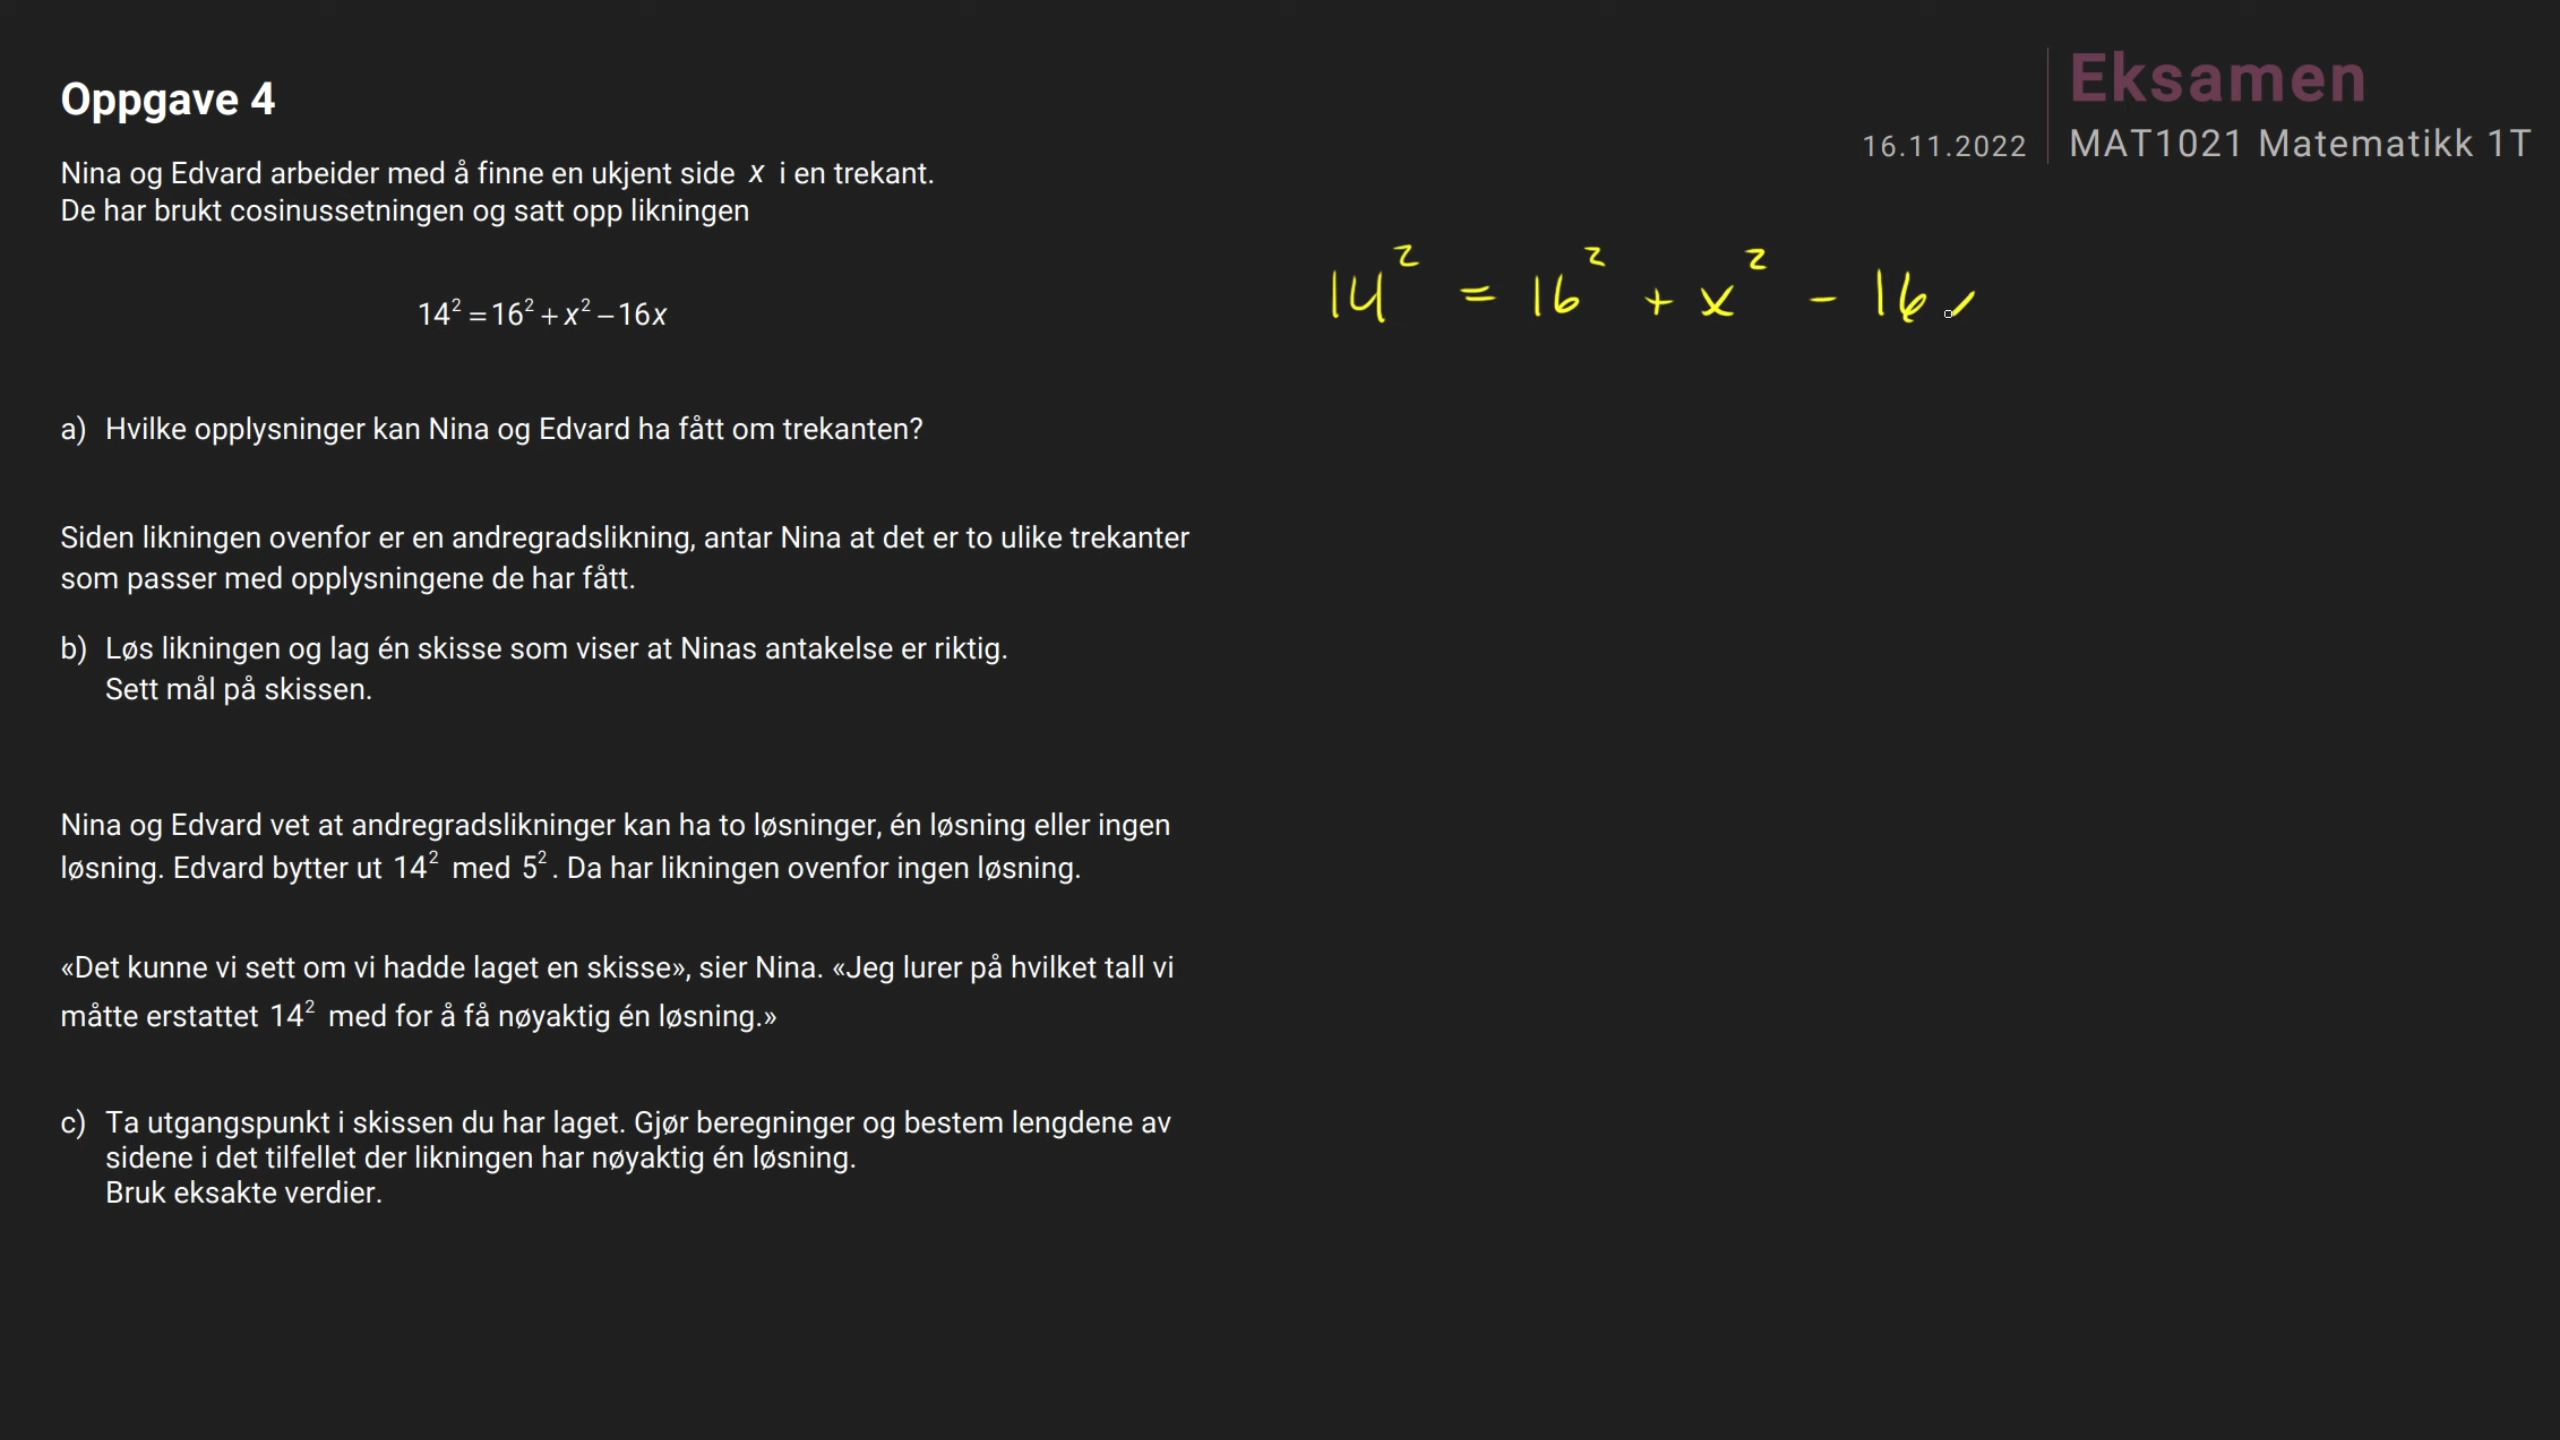 Oppgave 4
Eksamen
16.11.2022
MAT1021 Matematikk 1T
Nina og Edvard arbeider med å finne en ukjent side x i en trekant.
De har brukt cosinussetningen og satt opp likningen
14² = 16² + x² − 16x
14² = 16² + x² − 16
a) Hvilke opplysninger kan Nina og Edvard ha fått om trekanten?
Siden likningen ovenfor er en andregradslikning, antar Nina at det er to ulike trekanter
som passer med opplysningene de har fått.
b) Løs likningen og lag én skisse som viser at Ninas antakelse er riktig.
Sett mål på skissen.
Nina og Edvard vet at andregradslikninger kan ha to løsninger, én løsning eller ingen
løsning. Edvard bytter ut 14² med 5². Da har likningen ovenfor ingen løsning.
«Det kunne vi sett om vi hadde laget en skisse», sier Nina. «Jeg lurer på hvilket tall vi
måtte erstattet 14² med for å få nøyaktig én løsning.»
c) Ta utgangspunkt i skissen du har laget. Gjør beregninger og bestem lengdene av
sidene i det tilfellet der likningen har nøyaktig én løsning.
Bruk eksakte verdier.